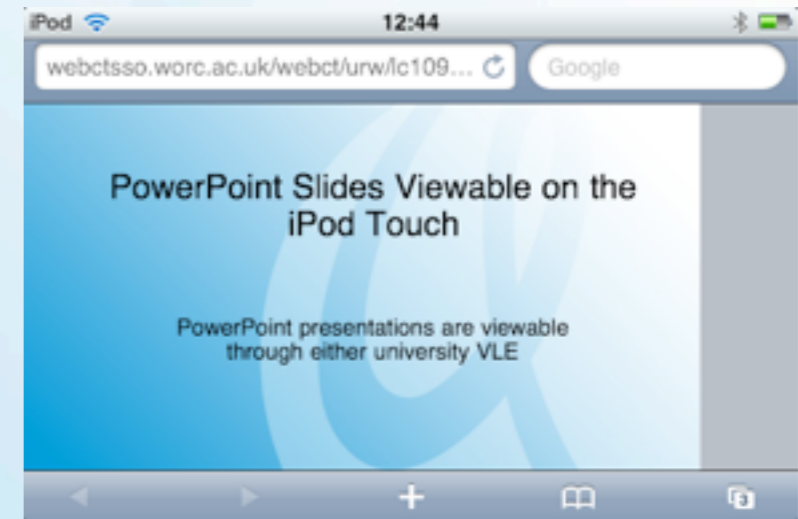 iPod 12:44
webctsso.worc.ac.uk/webct/urw/lc109... Google
PowerPoint Slides Viewable on the
iPod Touch
PowerPoint presentations are viewable
through either university VLE
3